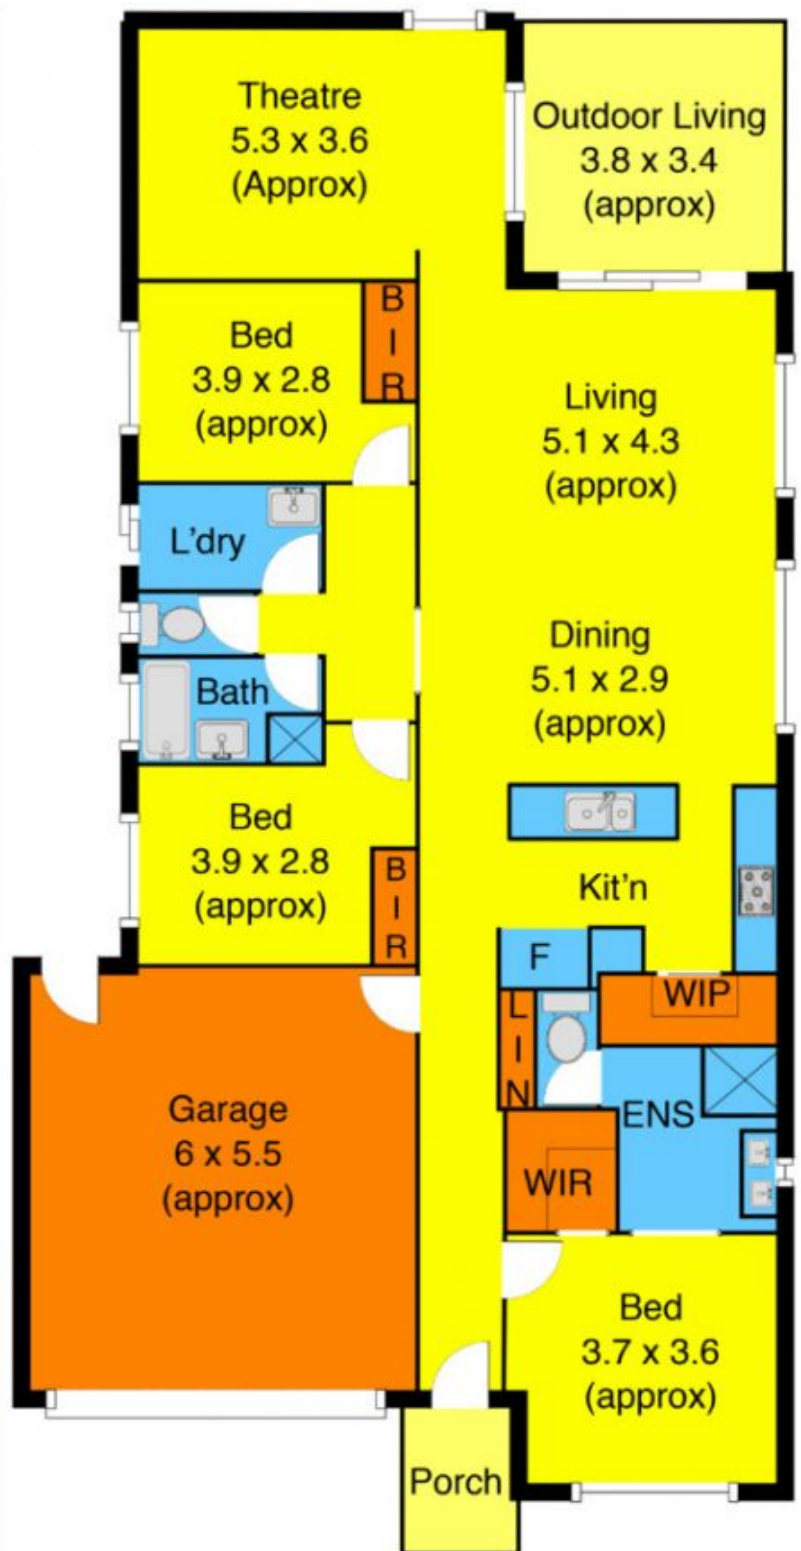 Theatre
5.3 x 3.6
(Approx)
Outdoor Living
3.8 x 3.4
(approx)
Bed
3.9 x 2.8
(approx)
B
I
R
Living
5.1 x 4.3
(approx)
L'dry
Dining
5.1 x 2.9
(approx)
Bath
Bed
3.9 x 2.8
(approx)
B
I
R
Kit'n
F
WIP
L
I
N
ENS
Garage
6 x 5.5
(approx)
WIR
Bed
3.7 x 3.6
(approx)
Porch